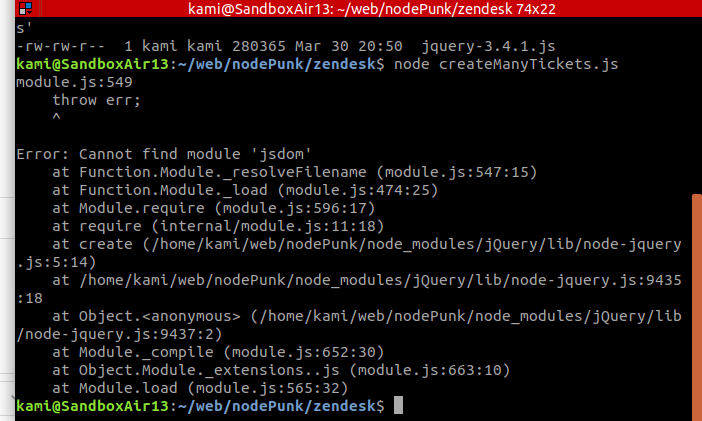 kami@SandboxAir13: ~/web/nodePunk/zendesk 74x22
s'
-rw-rw-r--  1 kami kami 280365 Mar 30 20:50  jquery-3.4.1.js
kami@SandboxAir13:~/web/nodePunk/zendesk$ node createManyTickets.js
module.js:549
    throw err;
    ^

Error: Cannot find module 'jsdom'
    at Function.Module._resolveFilename (module.js:547:15)
    at Function.Module._load (module.js:474:25)
    at Module.require (module.js:596:17)
    at require (internal/module.js:11:18)
    at create (/home/kami/web/nodePunk/node_modules/jQuery/lib/node-jquery
.js:5:14)
    at /home/kami/web/nodePunk/node_modules/jQuery/lib/node-jquery.js:9435
:18
    at Object.<anonymous> (/home/kami/web/nodePunk/node_modules/jQuery/lib
/node-jquery.js:9437:2)
    at Module._compile (module.js:652:30)
    at Object.Module._extensions..js (module.js:663:10)
    at Module.load (module.js:565:32)
kami@SandboxAir13:~/web/nodePunk/zendesk$